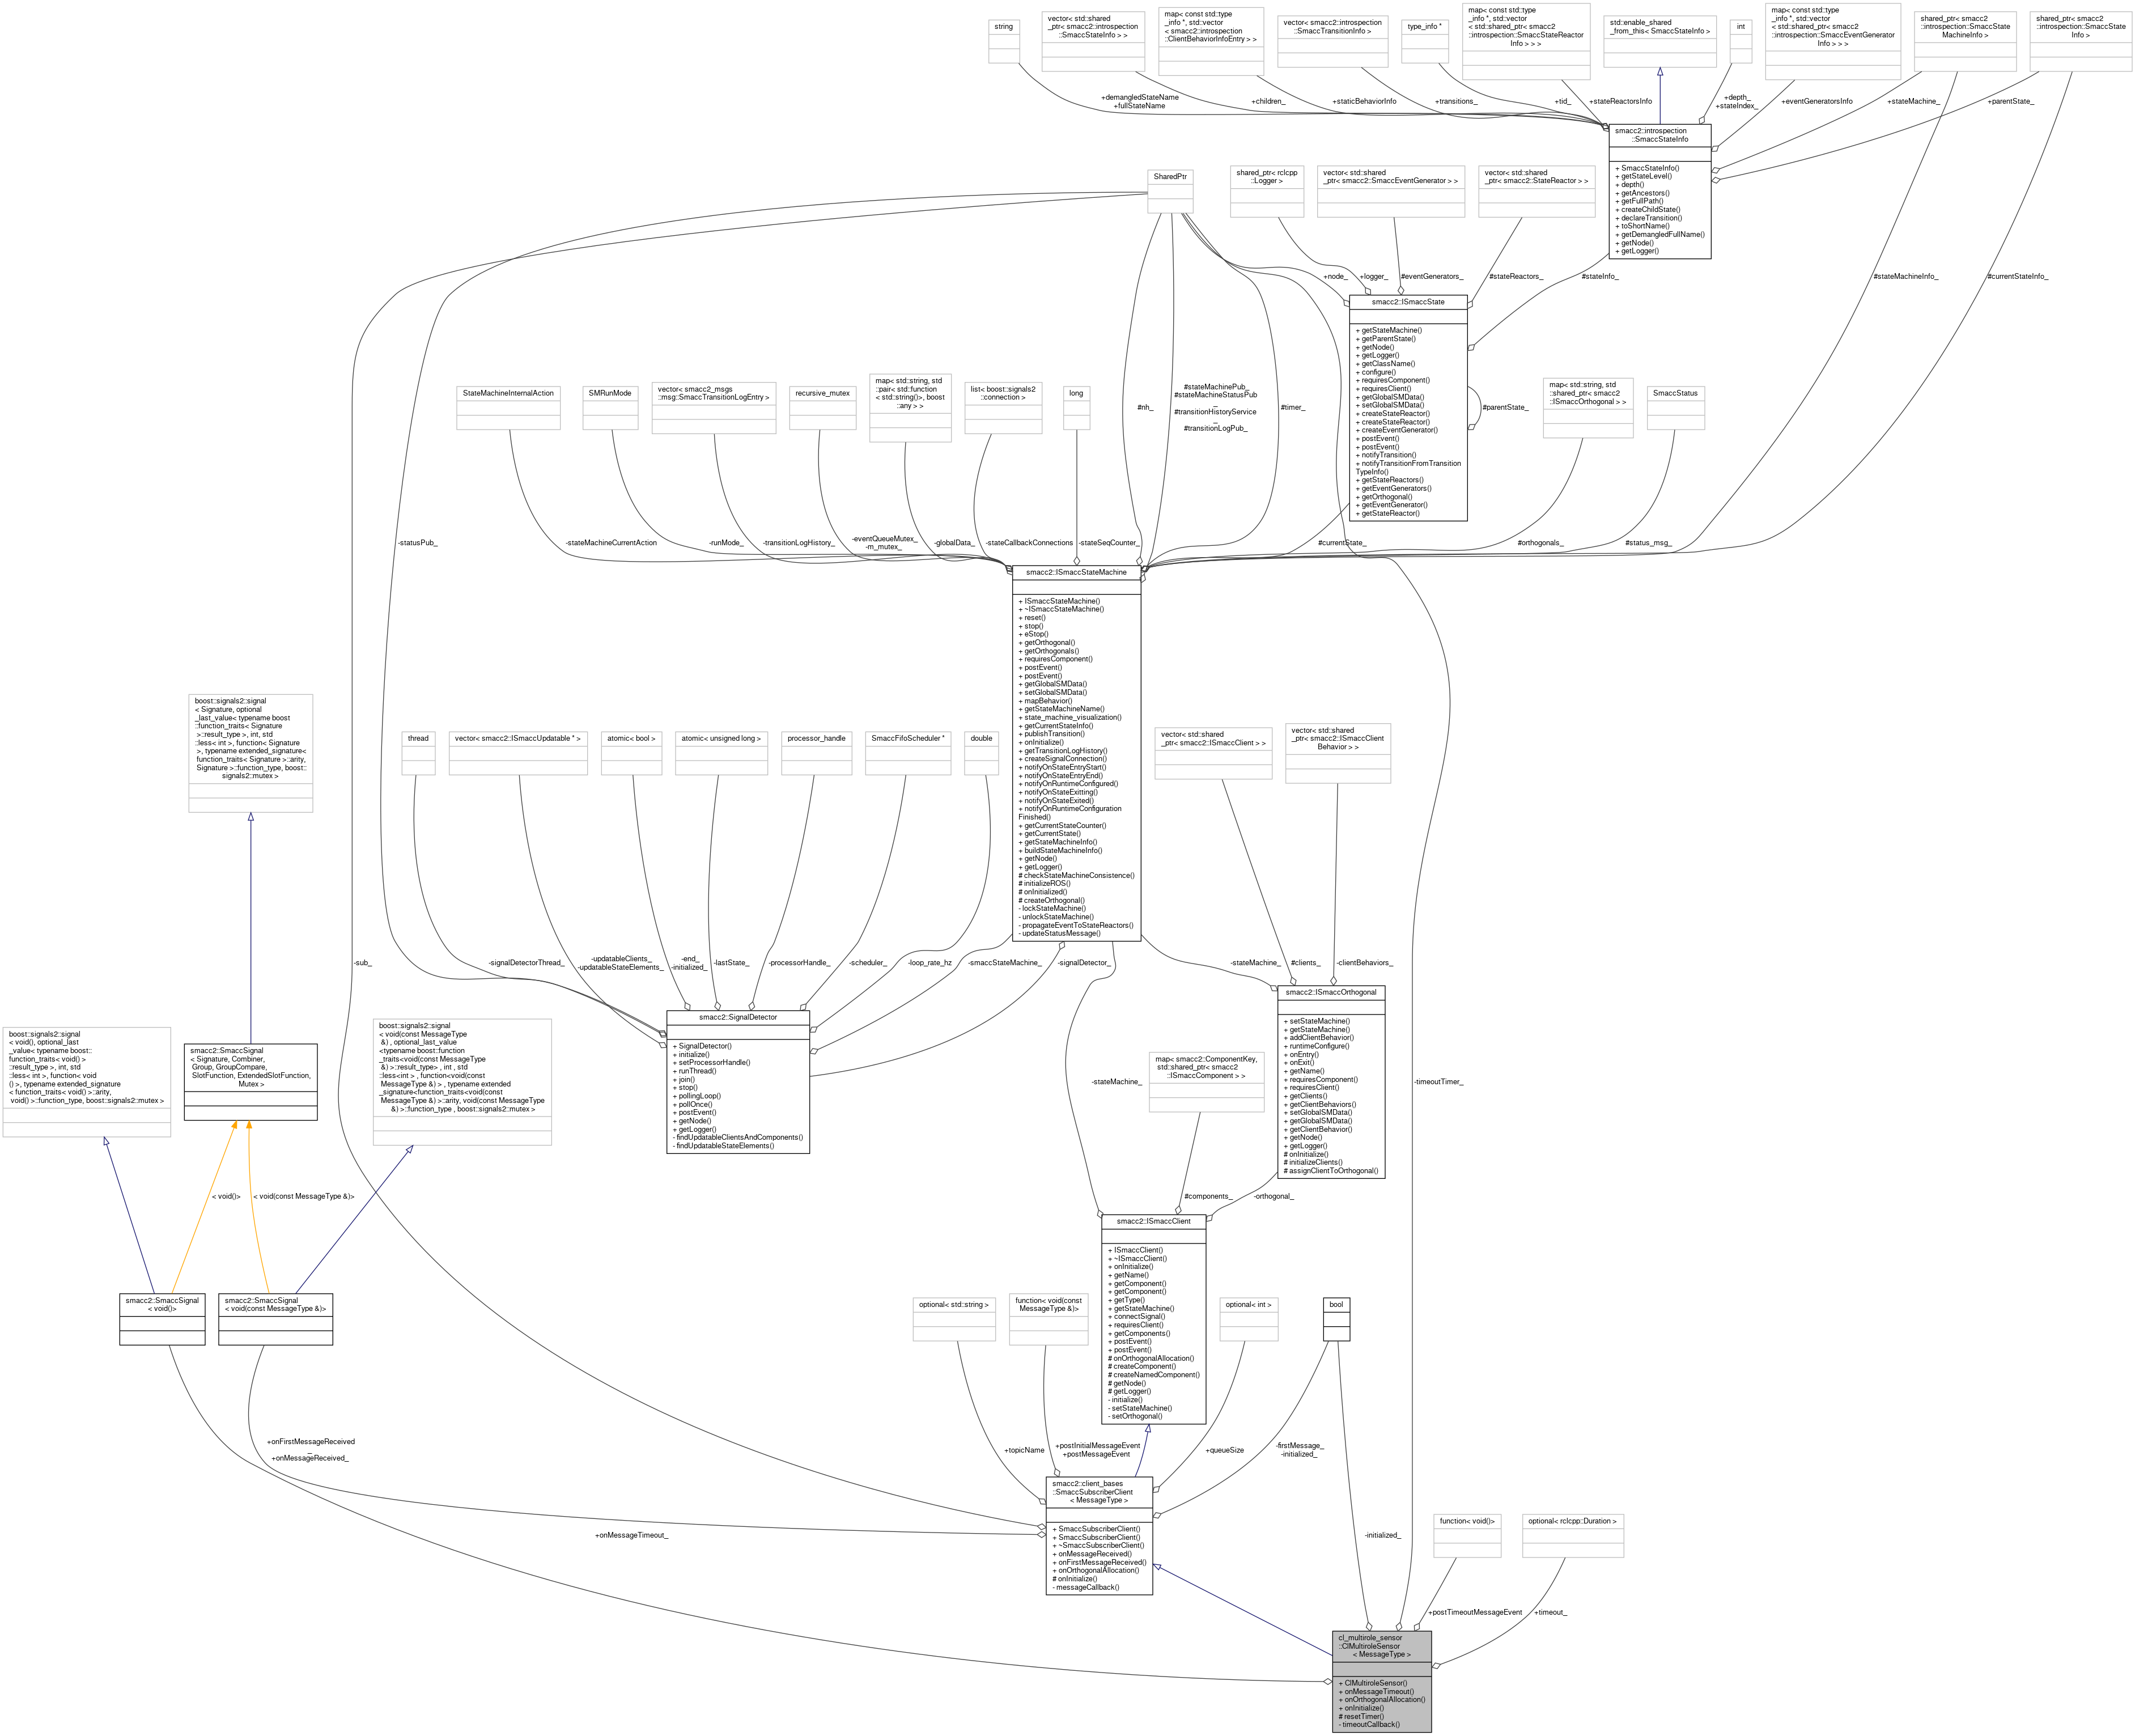 string
vector< std::shared
_ptr< smacc2::introspection
::SmaccStateInfo > >
map< const std::type
_info *, std::vector
< smacc2::introspection
::ClientBehaviorInfoEntry > >
vector< smacc2::introspection
::SmaccTransitionInfo >
type_info *
map< const std::type
_info *, std::vector
< std::shared_ptr< smacc2
::introspection::SmaccStateReactor
Info > > >
std::enable_shared
_from_this< SmaccStateInfo >
int
map< const std::type
_info *, std::vector
< std::shared_ptr< smacc2
::introspection::SmaccEventGenerator
Info > > >
shared_ptr< smacc2
::introspection::SmaccState
MachineInfo >
shared_ptr< smacc2
::introspection::SmaccState
Info >
+demangledStateName
+fullStateName
+children_
+staticBehaviorInfo
+transitions_
+tid_
+stateReactorsInfo
+depth_
+stateIndex_
+eventGeneratorsInfo
+stateMachine_
+parentState_
smacc2::introspection
::SmaccStateInfo
+ SmaccStateInfo()
+ getStateLevel()
+ depth()
+ getAncestors()
+ getFullPath()
+ createChildState()
+ declareTransition()
+ toShortName()
+ getDemangledFullName()
+ getNode()
+ getLogger()
SharedPtr
shared_ptr< rclcpp
::Logger >
vector< std::shared
_ptr< smacc2::SmaccEventGenerator > >
vector< std::shared
_ptr< smacc2::StateReactor > >
+node_
+logger_
#eventGenerators_
#stateReactors_
#stateInfo_
#stateMachineInfo_
#currentStateInfo_
smacc2::ISmaccState
+ getStateMachine()
+ getParentState()
+ getNode()
+ getLogger()
+ getClassName()
+ configure()
+ requiresComponent()
+ requiresClient()
+ getGlobalSMData()
+ setGlobalSMData()
+ createStateReactor()
+ createStateReactor()
+ createEventGenerator()
+ postEvent()
+ postEvent()
+ notifyTransition()
+ notifyTransitionFromTransition
TypeInfo()
+ getStateReactors()
+ getEventGenerators()
+ getOrthogonal()
+ getEventGenerator()
+ getStateReactor()
#parentState_
StateMachineInternalAction
SMRunMode
vector< smacc2_msgs
::msg::SmaccTransitionLogEntry >
recursive_mutex
map< std::string, std
::pair< std::function
< std::string()>, boost
::any > >
list< boost::signals2
::connection >
long
#nh_
#stateMachinePub_
#stateMachineStatusPub
_
#transitionHistoryService
_
#transitionLogPub_
#timer_
map< std::string, std
::shared_ptr< smacc2
::ISmaccOrthogonal > >
SmaccStatus
-statusPub_
-stateMachineCurrentAction
-runMode_
-transitionLogHistory_
-eventQueueMutex_
-m_mutex_
-globalData_
-stateCallbackConnections
-stateSeqCounter_
#currentState_
#orthogonals_
#status_msg_
smacc2::ISmaccStateMachine
+ ISmaccStateMachine()
+ ~ISmaccStateMachine()
+ reset()
+ stop()
+ eStop()
+ getOrthogonal()
+ getOrthogonals()
+ requiresComponent()
+ postEvent()
+ postEvent()
+ getGlobalSMData()
+ setGlobalSMData()
+ mapBehavior()
+ getStateMachineName()
+ state_machine_visualization()
+ getCurrentStateInfo()
+ publishTransition()
+ onInitialize()
+ getTransitionLogHistory()
+ createSignalConnection()
+ notifyOnStateEntryStart()
+ notifyOnStateEntryEnd()
+ notifyOnRuntimeConfigured()
+ notifyOnStateExitting()
+ notifyOnStateExited()
+ notifyOnRuntimeConfiguration
Finished()
+ getCurrentStateCounter()
+ getCurrentState()
+ getStateMachineInfo()
+ buildStateMachineInfo()
+ getNode()
+ getLogger()
# checkStateMachineConsistence()
# initializeROS()
# onInitialized()
# createOrthogonal()
- lockStateMachine()
- unlockStateMachine()
- propagateEventToStateReactors()
- updateStatusMessage()
boost::signals2::signal
< Signature, optional
_last_value< typename boost
::function_traits< Signature
>::result_type >, int, std
::less< int >, function< Signature
>, typename extended_signature<
function_traits< Signature >::arity,
Signature >::function_type, boost::
signals2::mutex >
thread
vector< smacc2::ISmaccUpdatable * >
atomic< bool >
atomic< unsigned long >
processor_handle
SmaccFifoScheduler *
double
vector< std::shared
_ptr< smacc2::ISmaccClient > >
vector< std::shared
_ptr< smacc2::ISmaccClient
Behavior > >
-sub_
-signalDetectorThread_
-updatableClients_
-updatableStateElements_
-end_
-initialized_
-lastState_
-processorHandle_
-scheduler_
-loop_rate_hz
-smaccStateMachine_
-signalDetector_
-stateMachine_
#clients_
-clientBehaviors_
smacc2::SignalDetector
+ SignalDetector()
+ initialize()
+ setProcessorHandle()
+ runThread()
+ join()
+ stop()
+ pollingLoop()
+ pollOnce()
+ postEvent()
+ getNode()
+ getLogger()
- findUpdatableClientsAndComponents()
- findUpdatableStateElements()
smacc2::ISmaccOrthogonal
+ setStateMachine()
+ getStateMachine()
+ addClientBehavior()
+ runtimeConfigure()
+ onEntry()
+ onExit()
+ getName()
+ requiresComponent()
+ requiresClient()
+ getClients()
+ getClientBehaviors()
+ setGlobalSMData()
+ getGlobalSMData()
+ getClientBehavior()
+ getNode()
+ getLogger()
# onInitialize()
# initializeClients()
# assignClientToOrthogonal()
boost::signals2::signal
< void(), optional_last
_value< typename boost::
function_traits< void() >
::result_type >, int, std
::less< int >, function< void
() >, typename extended_signature
< function_traits< void() >::arity,
void() >::function_type, boost::signals2::mutex >
smacc2::SmaccSignal
< Signature, Combiner,
Group, GroupCompare,
SlotFunction, ExtendedSlotFunction,
Mutex >
boost::signals2::signal
< void(const MessageType
&) , optional_last_value
<typename boost::function
_traits<void(const MessageType
&) >::result_type> , int , std
::less<int > , function<void(const
MessageType &) > , typename extended
_signature<function_traits<void(const
MessageType &) >::arity, void(const MessageType
&) >::function_type , boost::signals2::mutex >
map< smacc2::ComponentKey,
std::shared_ptr< smacc2
::ISmaccComponent > >
-stateMachine_
-timeoutTimer_
< void()>
< void(const MessageType &)>
#components_
-orthogonal_
smacc2::ISmaccClient
+ ISmaccClient()
+ ~ISmaccClient()
+ onInitialize()
+ getName()
+ getComponent()
+ getComponent()
+ getType()
+ getStateMachine()
+ connectSignal()
+ requiresClient()
+ getComponents()
+ postEvent()
+ postEvent()
# onOrthogonalAllocation()
# createComponent()
# createNamedComponent()
# getNode()
# getLogger()
- initialize()
- setStateMachine()
- setOrthogonal()
smacc2::SmaccSignal
< void()>
smacc2::SmaccSignal
< void(const MessageType &)>
optional< std::string >
function< void(const
MessageType &)>
optional< int >
bool
+onFirstMessageReceived
_
+onMessageReceived_
+topicName
+postInitialMessageEvent
+postMessageEvent
+queueSize
-firstMessage_
-initialized_
smacc2::client_bases
::SmaccSubscriberClient
< MessageType >
+ SmaccSubscriberClient()
+ SmaccSubscriberClient()
+ ~SmaccSubscriberClient()
+ onMessageReceived()
+ onFirstMessageReceived()
+ onOrthogonalAllocation()
# onInitialize()
- messageCallback()
+onMessageTimeout_
-initialized_
function< void()>
optional< rclcpp::Duration >
+postTimeoutMessageEvent
+timeout_
cl_multirole_sensor
::ClMultiroleSensor
< MessageType >
+ ClMultiroleSensor()
+ onMessageTimeout()
+ onOrthogonalAllocation()
+ onInitialize()
# resetTimer()
- timeoutCallback()